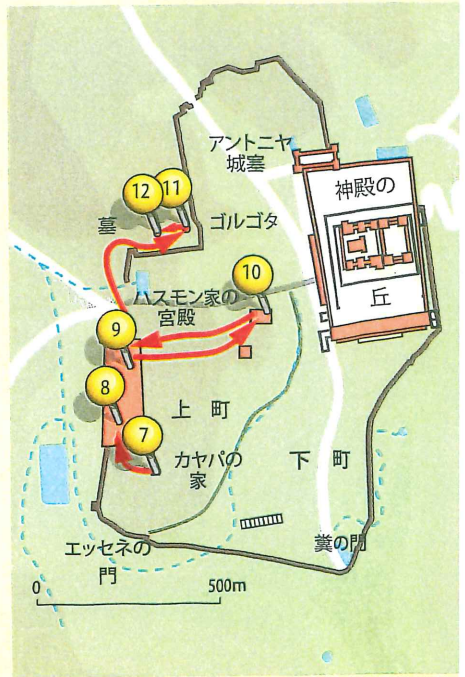 アントニヤ
城塞
12
11
神殿の
墓
ゴルゴタ
丘
10
ハスモン家の
宮殿
9
8
上 町
7
カヤパの
家
下 町
エッセネの
門
糞の門
0
500m